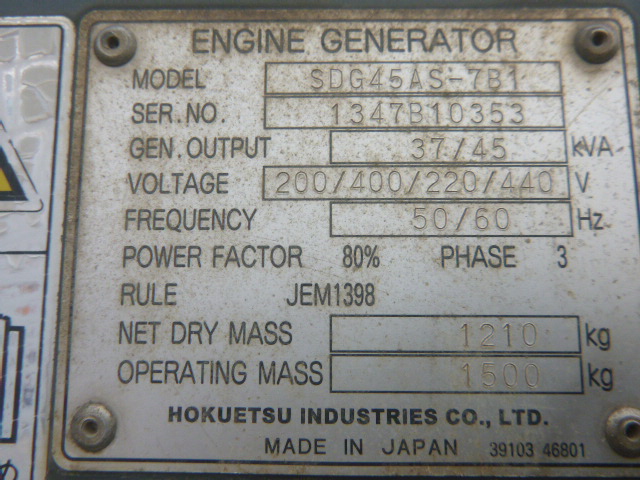 ENGINE GENERATOR
MODEL SDG45AS-7B1
SER.NO. 1347B10353
GEN.OUTPUT 37/45 kVA
VOLTAGE 200/400/220/440 V
FREQUENCY 50/60 Hz
POWER FACTOR 80% PHASE 3
RULE JEM1398
NET DRY MASS 1210 kg
OPERATING MASS 1500 kg
HOKUETSU INDUSTRIES CO., LTD.
MADE IN JAPAN 39103 46801